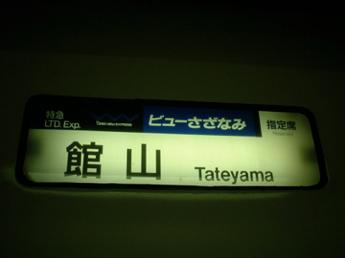 特急 ビューさざなみ 指定席
LTD. Exp.
館山 Tateyama